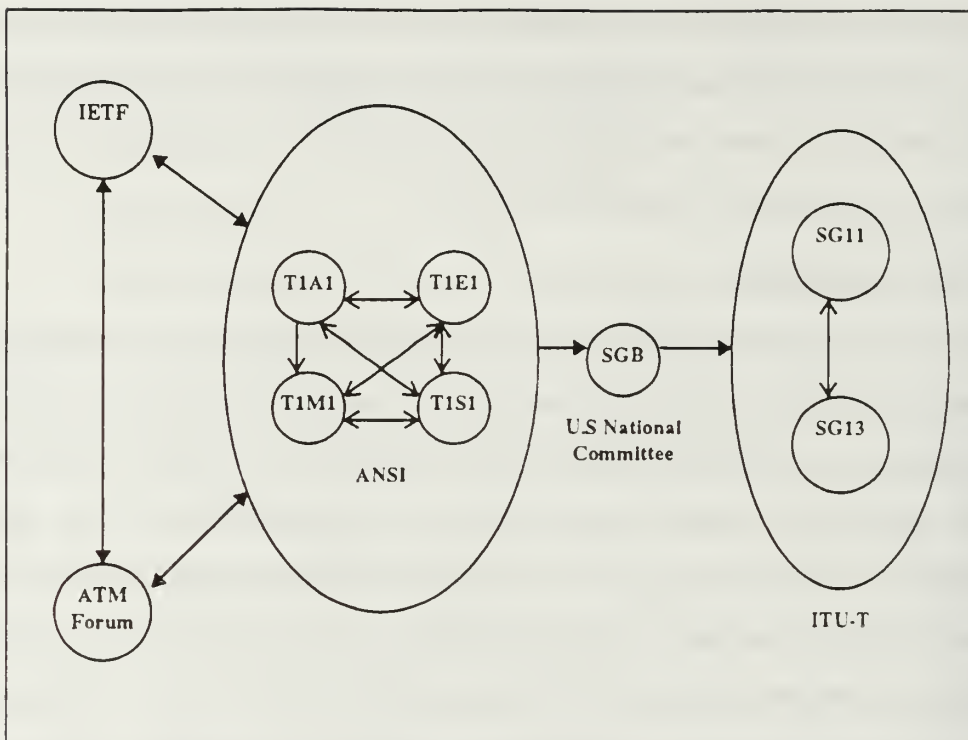 IETF
T1A1
T1E1
T1M1
T1S1
ANSI
SGB
U.S National
Committee
SG11
SG13
ITU-T
ATM
Forum